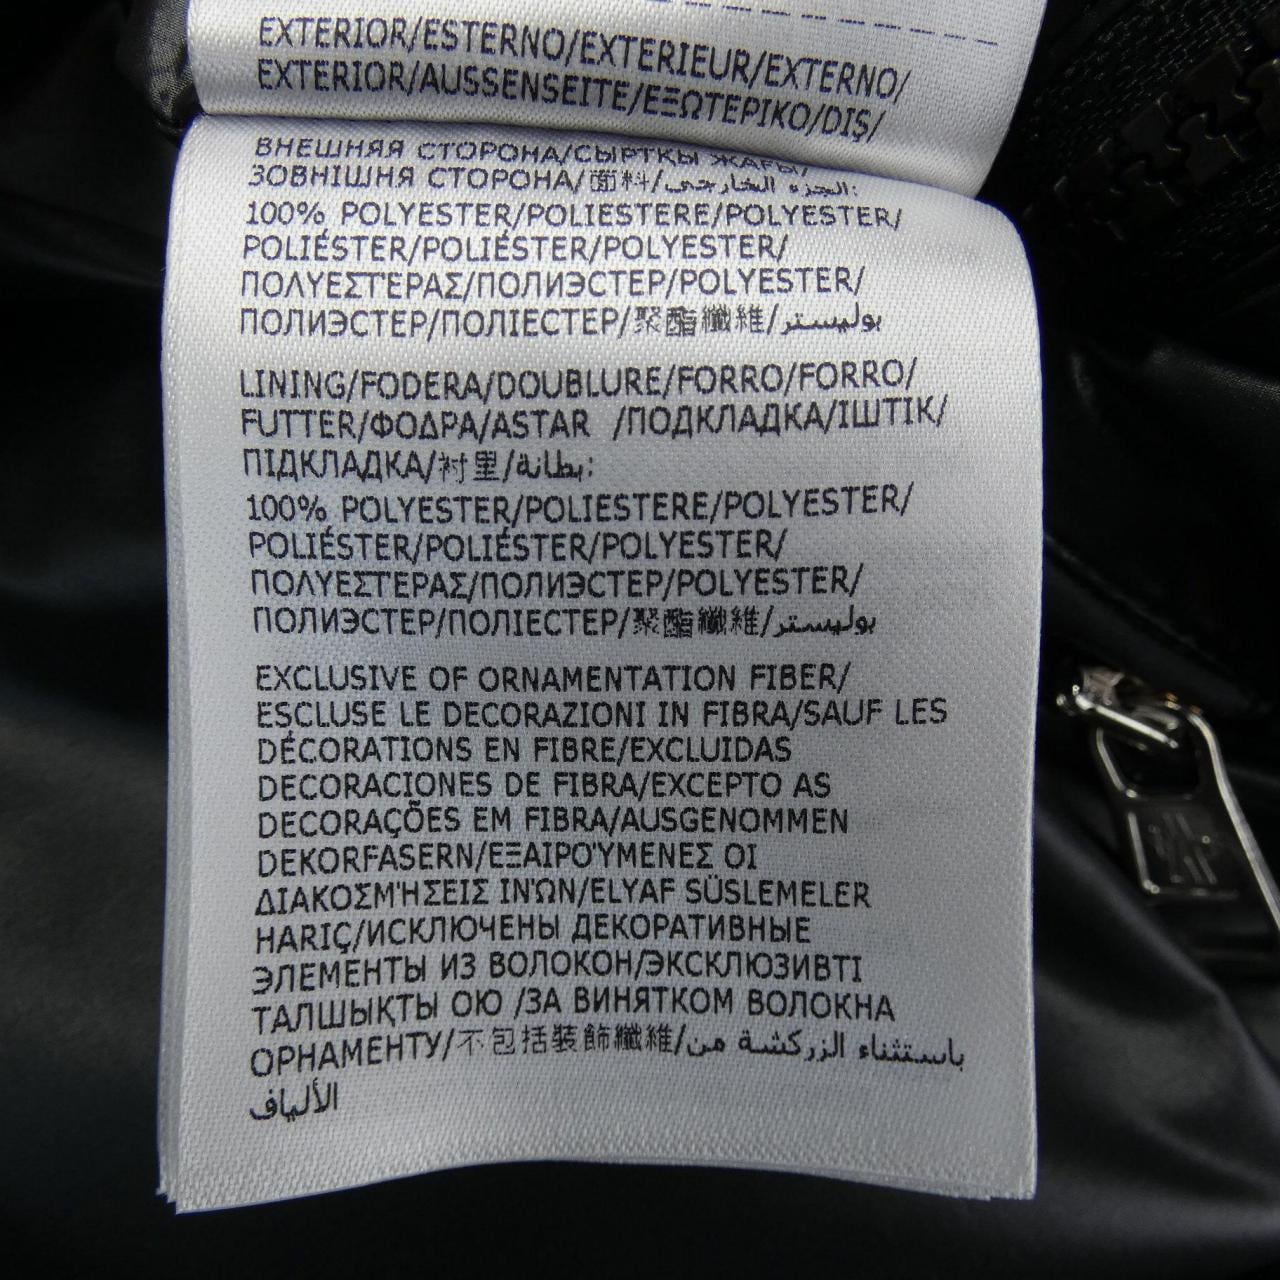 EXTERIOR/ESTERNO/EXTERIEUR/EXTERNO/
EXTERIOR/AUSSENSEITE/ΕΞΩΤΕΡΙΚΟ/DIŞ/
ВНЕШНЯЯ СТОРОНА/СЫРТҚЫ ЖАҒЫ/
ЗОВНІШНЯ СТОРОНА/面料/الجزء الخارجي:
100% POLYESTER/POLIESTERE/POLYESTER/
POLIÉSTER/POLIÉSTER/POLYESTER/
ΠΟΛΥΕΣΤΕΡΑΣ/ПОЛИЭСТЕР/POLYESTER/
ПОЛИЭСТЕР/ПОЛІЕСТЕР/聚酯纖維/بوليستر
LINING/FODERA/DOUBLURE/FORRO/FORRO/
FUTTER/ΦΟΔΡΑ/ASTAR /ПОДКЛАДКА/ІШТІК/
ПІДКЛАДКА/衬里/بطانة:
100% POLYESTER/POLIESTERE/POLYESTER/
POLIÉSTER/POLIÉSTER/POLYESTER/
ΠΟΛΥΕΣΤΕΡΑΣ/ПОЛИЭСТЕР/POLYESTER/
ПОЛИЭСТЕР/ПОЛІЕСТЕР/聚酯纖維/بوليستر
EXCLUSIVE OF ORNAMENTATION FIBER/
ESCLUSE LE DECORAZIONI IN FIBRA/SAUF LES
DÉCORATIONS EN FIBRE/EXCLUIDAS
DECORACIONES DE FIBRA/EXCEPTO AS
DECORAÇÕES EM FIBRA/AUSGENOMMEN
DEKORFASERN/ΕΞΑΙΡΟΎΜΕΝΕΣ ΟΙ
ΔΙΑΚΟΣΜΉΣΕΙΣ ΙΝΏΝ/ELYAF SÜSLEMELER
HARIÇ/ИСКЛЮЧЕНЫ ДЕКОРАТИВНЫЕ
ЭЛЕМЕНТЫ ИЗ ВОЛОКОН/ЭКСКЛЮЗИВТІ
ТАЛШЫҚТЫ ОЮ /ЗА ВИНЯТКОМ ВОЛОКНА
ОРНАМЕНТУ/不包括裝飾纖維/باستثناء الزركشة من
الألياف